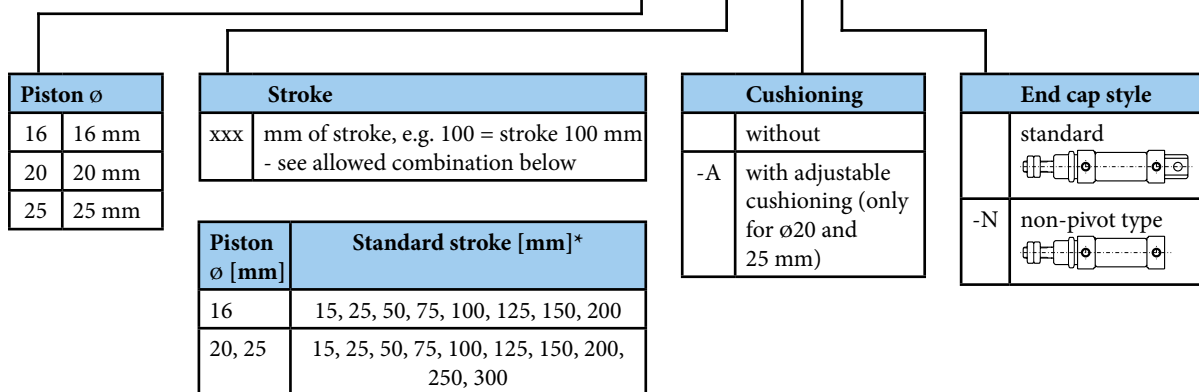 Piston ø
16 16 mm
20 20 mm
25 25 mm
Stroke
xxx mm of stroke, e.g. 100 = stroke 100 mm
- see allowed combination below
Piston
ø [mm]
Standard stroke [mm]*
16 15, 25, 50, 75, 100, 125, 150, 200
20, 25 15, 25, 50, 75, 100, 125, 150, 200,
250, 300
Cushioning
without
-A with adjustable
cushioning (only
for ø20 and
25 mm)
End cap style
standard
-N non-pivot type